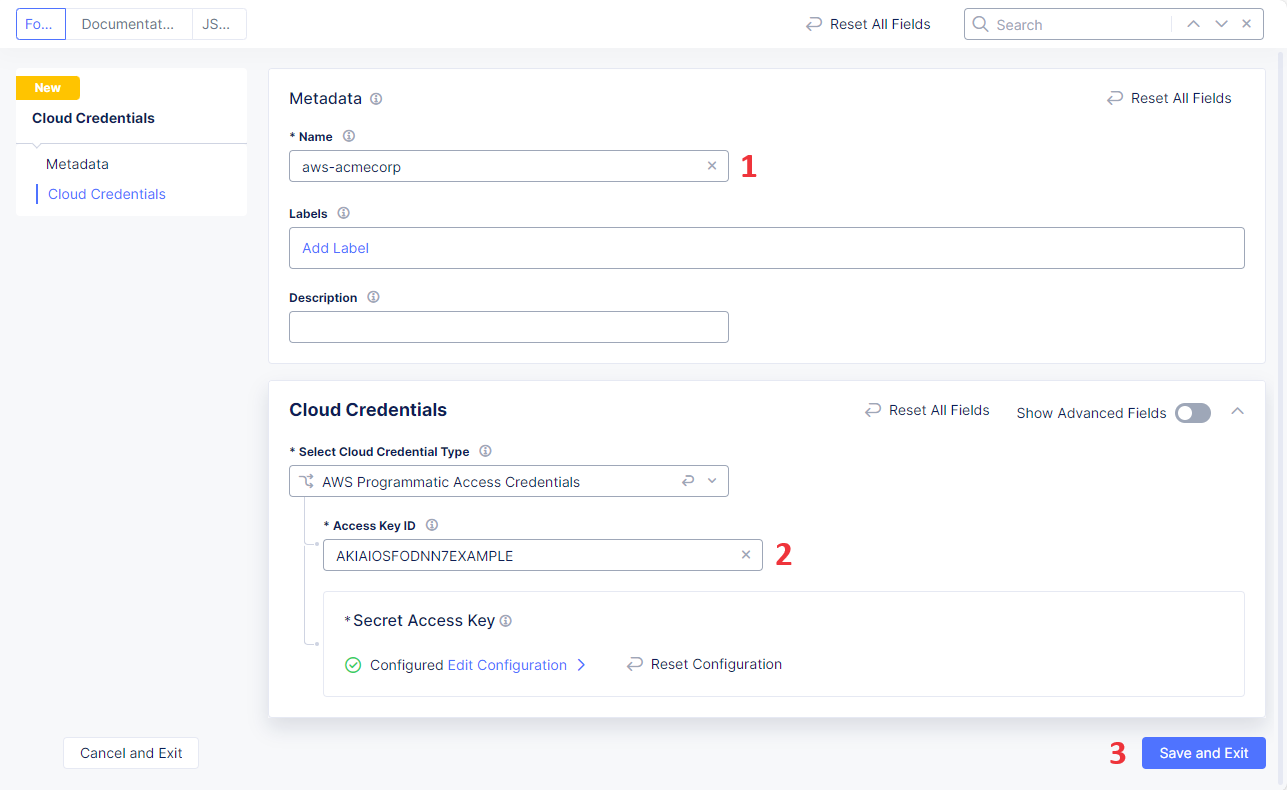 Fo...
Documentat...
JS...
Reset All Fields
Search
New
Cloud Credentials
Metadata
Cloud Credentials
Metadata
Reset All Fields
* Name
aws-acmecorp
1
Labels
Add Label
Description
Cloud Credentials
Reset All Fields
Show Advanced Fields
* Select Cloud Credential Type
AWS Programmatic Access Credentials
* Access Key ID
AKIAIOSFODNN7EXAMPLE
2
* Secret Access Key
Configured Edit Configuration
Reset Configuration
Cancel and Exit
3
Save and Exit